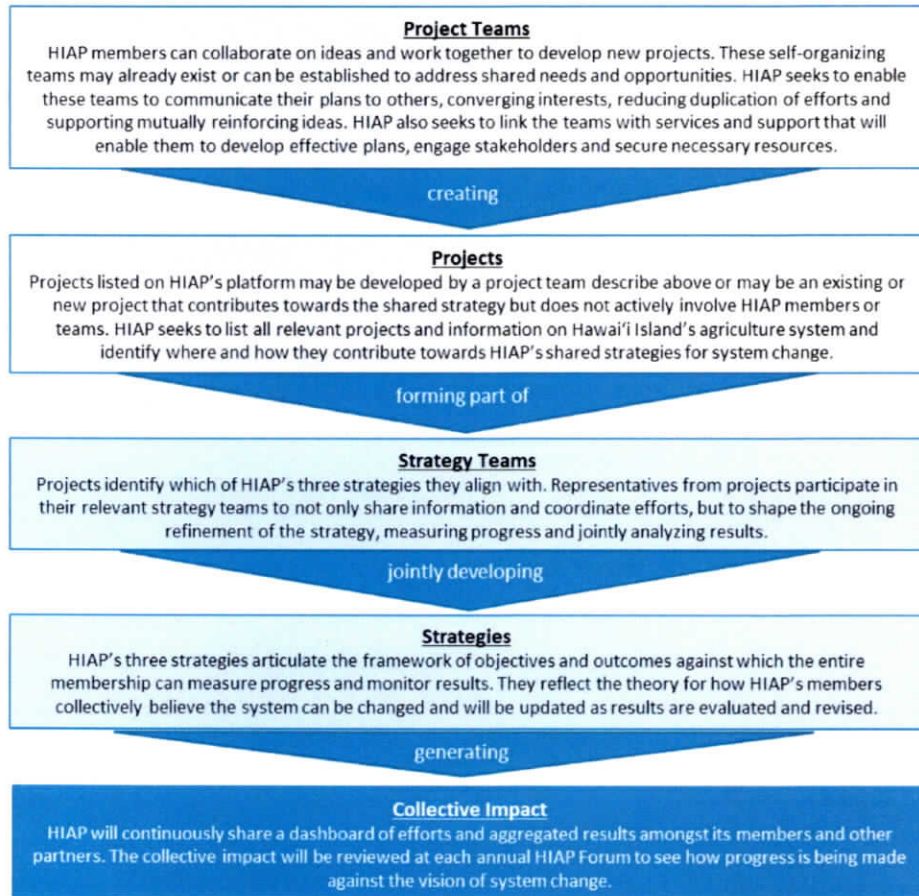 Project Teams
HIAP members can collaborate on ideas and work together to develop new projects. These self-organizing
teams may already exist or can be established to address shared needs and opportunities. HIAP seeks to enable
these teams to communicate their plans to others, converging interests, reducing duplication of efforts and
supporting mutually reinforcing ideas. HIAP also seeks to link the teams with services and support that will
enable them to develop effective plans, engage stakeholders and secure necessary resources.
creating
Projects
Projects listed on HIAP's platform may be developed by a project team describe above or may be an existing or
new project that contributes towards the shared strategy but does not actively involve HIAP members or
teams. HIAP seeks to list all relevant projects and information on Hawai'i Island's agriculture system and
identify where and how they contribute towards HIAP's shared strategies for system change.
forming part of
Strategy Teams
Projects identify which of HIAP's three strategies they align with. Representatives from projects participate in
their relevant strategy teams to not only share information and coordinate efforts, but to shape the ongoing
refinement of the strategy, measuring progress and jointly analyzing results.
jointly developing
Strategies
HIAP's three strategies articulate the framework of objectives and outcomes against which the entire
membership can measure progress and monitor results. They reflect the theory for how HIAP's members
collectively believe the system can be changed and will be updated as results are evaluated and revised.
generating
Collective Impact
HIAP will continuously share a dashboard of efforts and aggregated results amongst its members and other
partners. The collective impact will be reviewed at each annual HIAP Forum to see how progress is being made
against the vision of system change.